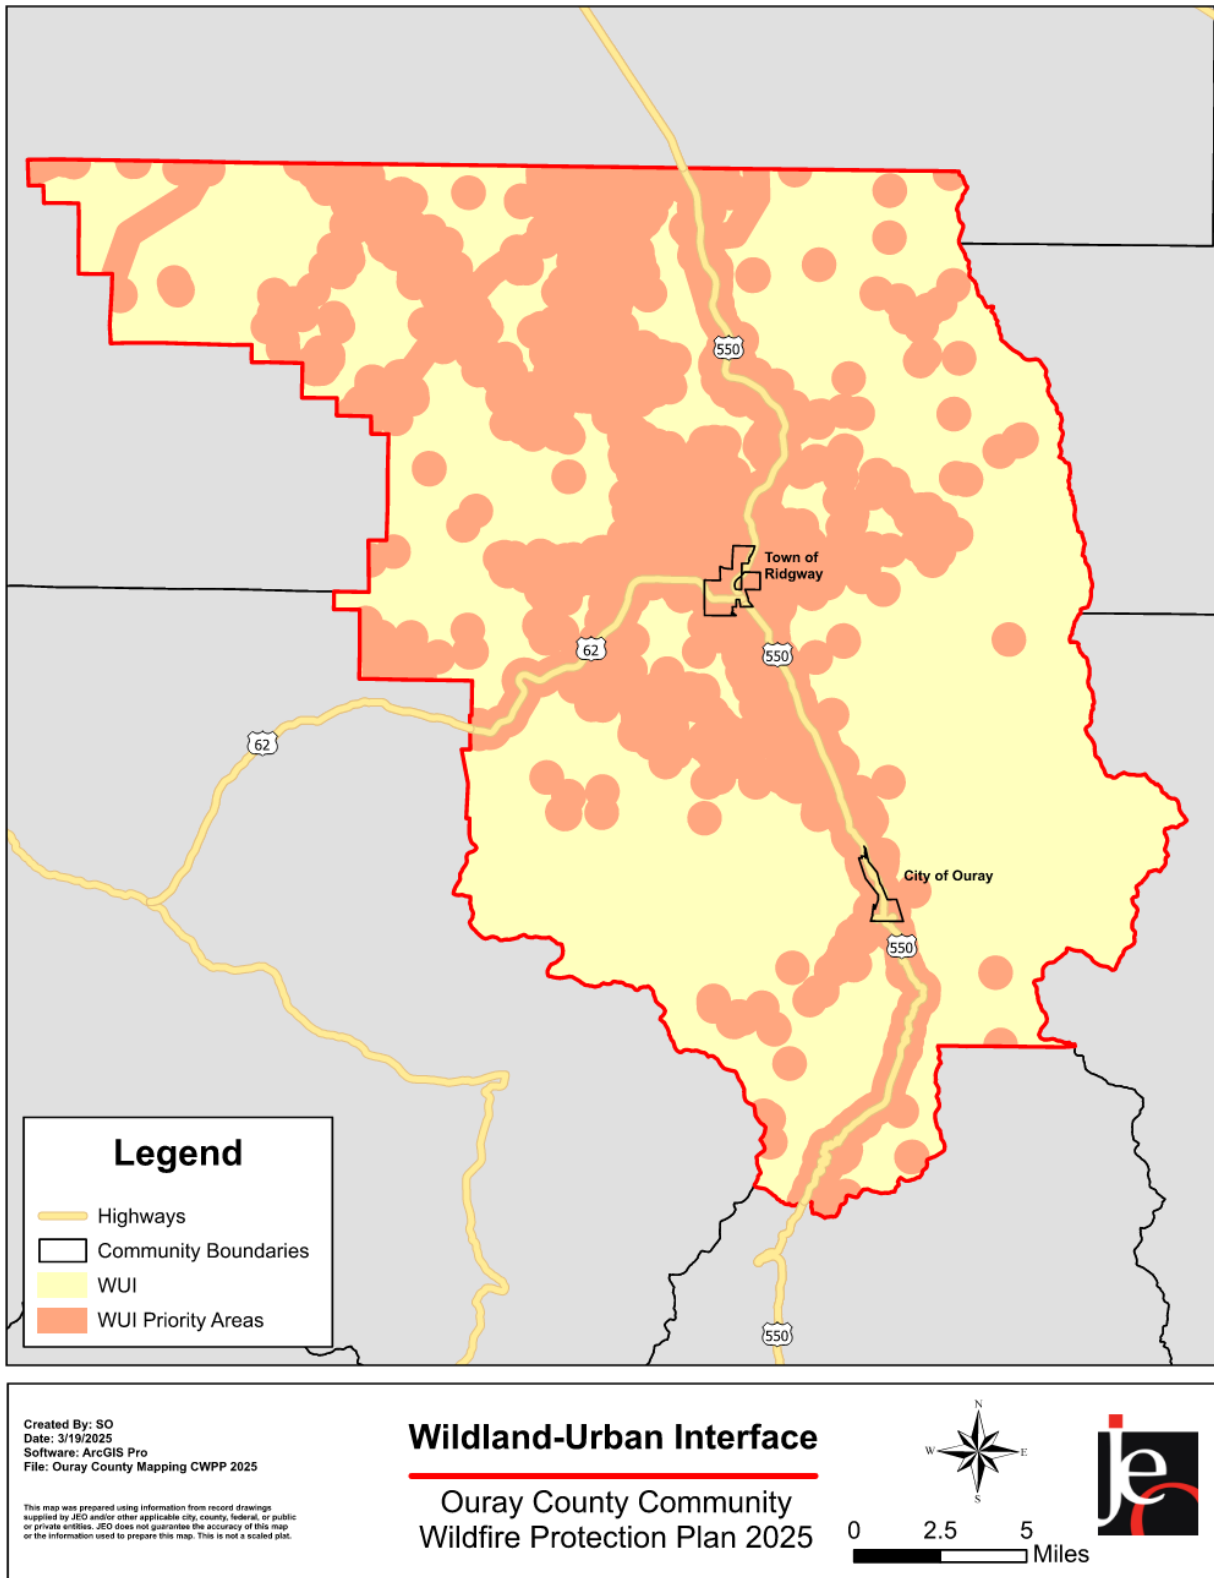 550
Town of
Ridgway
62
550
62
City of Ouray
550
Legend
Highways
Community Boundaries
WUI
WUI Priority Areas
550
Created By: SO
Date: 3/19/2025
Software: ArcGIS Pro
File: Ouray County Mapping CWPP 2025
This map was prepared using information from record drawings
supplied by JEO and/or other applicable city, county, federal, or public
or private entities. JEO does not guarantee the accuracy of this map
or the information used to prepare this map. This is not a scaled plat.
Wildland-Urban Interface
Ouray County Community
Wildfire Protection Plan 2025
N
W E
S
0 2.5 5
Miles
jeo